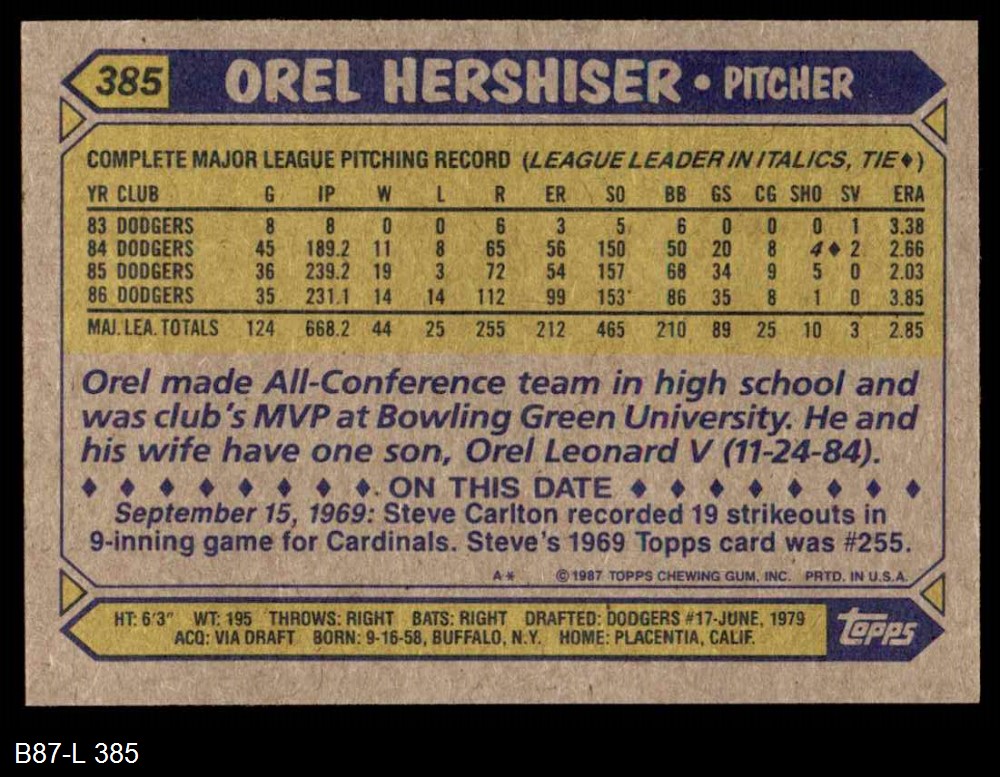 385 OREL HERSHISER • PITCHER
COMPLETE MAJOR LEAGUE PITCHING RECORD (LEAGUE LEADER IN ITALICS, TIE♦)
YR CLUB G IP W L R ER SO BB GS CG SHO SV ERA
83 DODGERS 8 8 0 0 6 3 5 6 0 0 0 1 3.38
84 DODGERS 45 189.2 11 8 65 56 150 50 20 8 4♦ 2 2.66
85 DODGERS 36 239.2 19 3 72 54 157 68 34 9 5 0 2.03
86 DODGERS 35 231.1 14 14 112 99 153 86 35 8 1 0 3.85
MAJ. LEA. TOTALS 124 668.2 44 25 255 212 465 210 89 25 10 3 2.85
Orel made All-Conference team in high school and
was club's MVP at Bowling Green University. He and
his wife have one son, Orel Leonard V (11-24-84).
♦ ♦ ♦ ♦ ♦ ♦ ♦ ♦ ON THIS DATE ♦ ♦ ♦ ♦ ♦ ♦ ♦ ♦
September 15, 1969: Steve Carlton recorded 19 strikeouts in
9-inning game for Cardinals. Steve's 1969 Topps card was #255.
A* © 1987 TOPPS CHEWING GUM, INC. PRTD. IN U.S.A.
HT: 6'3" WT: 195 THROWS: RIGHT BATS: RIGHT DRAFTED: DODGERS #17-JUNE, 1979
ACQ: VIA DRAFT BORN: 9-16-58, BUFFALO, N.Y. HOME: PLACENTIA, CALIF.
topps
B87-L 385